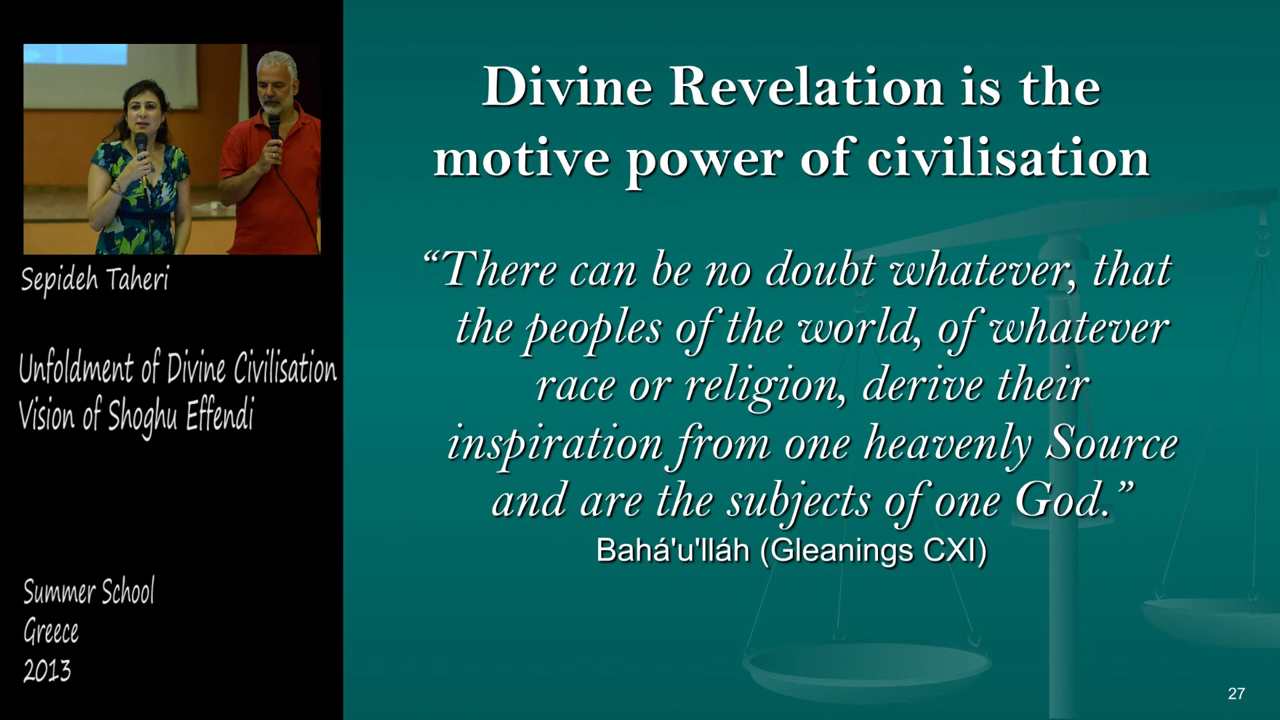 Sepideh Taheri
Unfoldment of Divine Civilisation
Vision of Shoghu Effendi
Summer School
Greece
2013
Divine Revelation is the
motive power of civilisation
“There can be no doubt whatever, that
the peoples of the world, of whatever
race or religion, derive their
inspiration from one heavenly Source
and are the subjects of one God.”
Bahá'u'lláh (Gleanings CXI)
27